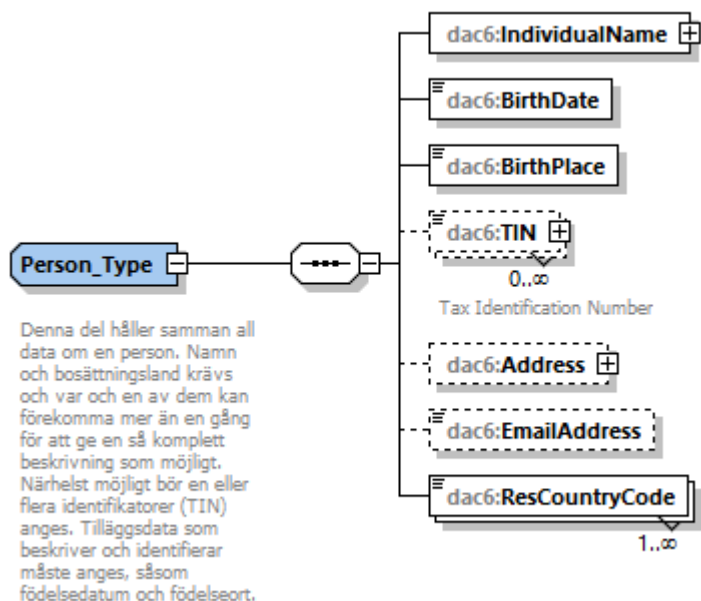 dac6:IndividualName
dac6:BirthDate
dac6:BirthPlace
dac6:TIN
0..∞
Tax Identification Number
Person_Type
Denna del håller samman all
data om en person. Namn
och bosättningsland krävs
och var och en av dem kan
förekomma mer än en gång
för att ge en så komplett
beskrivning som möjligt.
Närhelst möjligt bör en eller
flera identifikatorer (TIN)
anges. Tilläggsdata som
beskriver och identifierar
måste anges, såsom
födelsedatum och födelseort.
dac6:Address
dac6:EmailAddress
dac6:ResCountryCode
1..∞